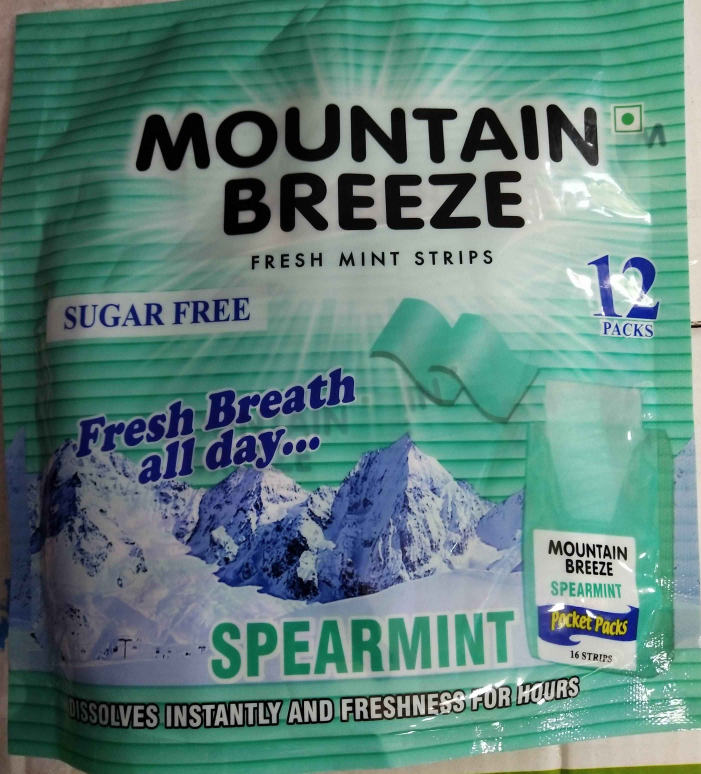 MOUNTAIN
BREEZE
FRESH MINT STRIPS
12
PACKS
SUGAR FREE
Fresh Breath
all day...
MOUNTAIN
BREEZE
SPEARMINT
Pocket Packs
16 STRIPS
SPEARMINT
DISSOLVES INSTANTLY AND FRESHNESS FOR HOURS